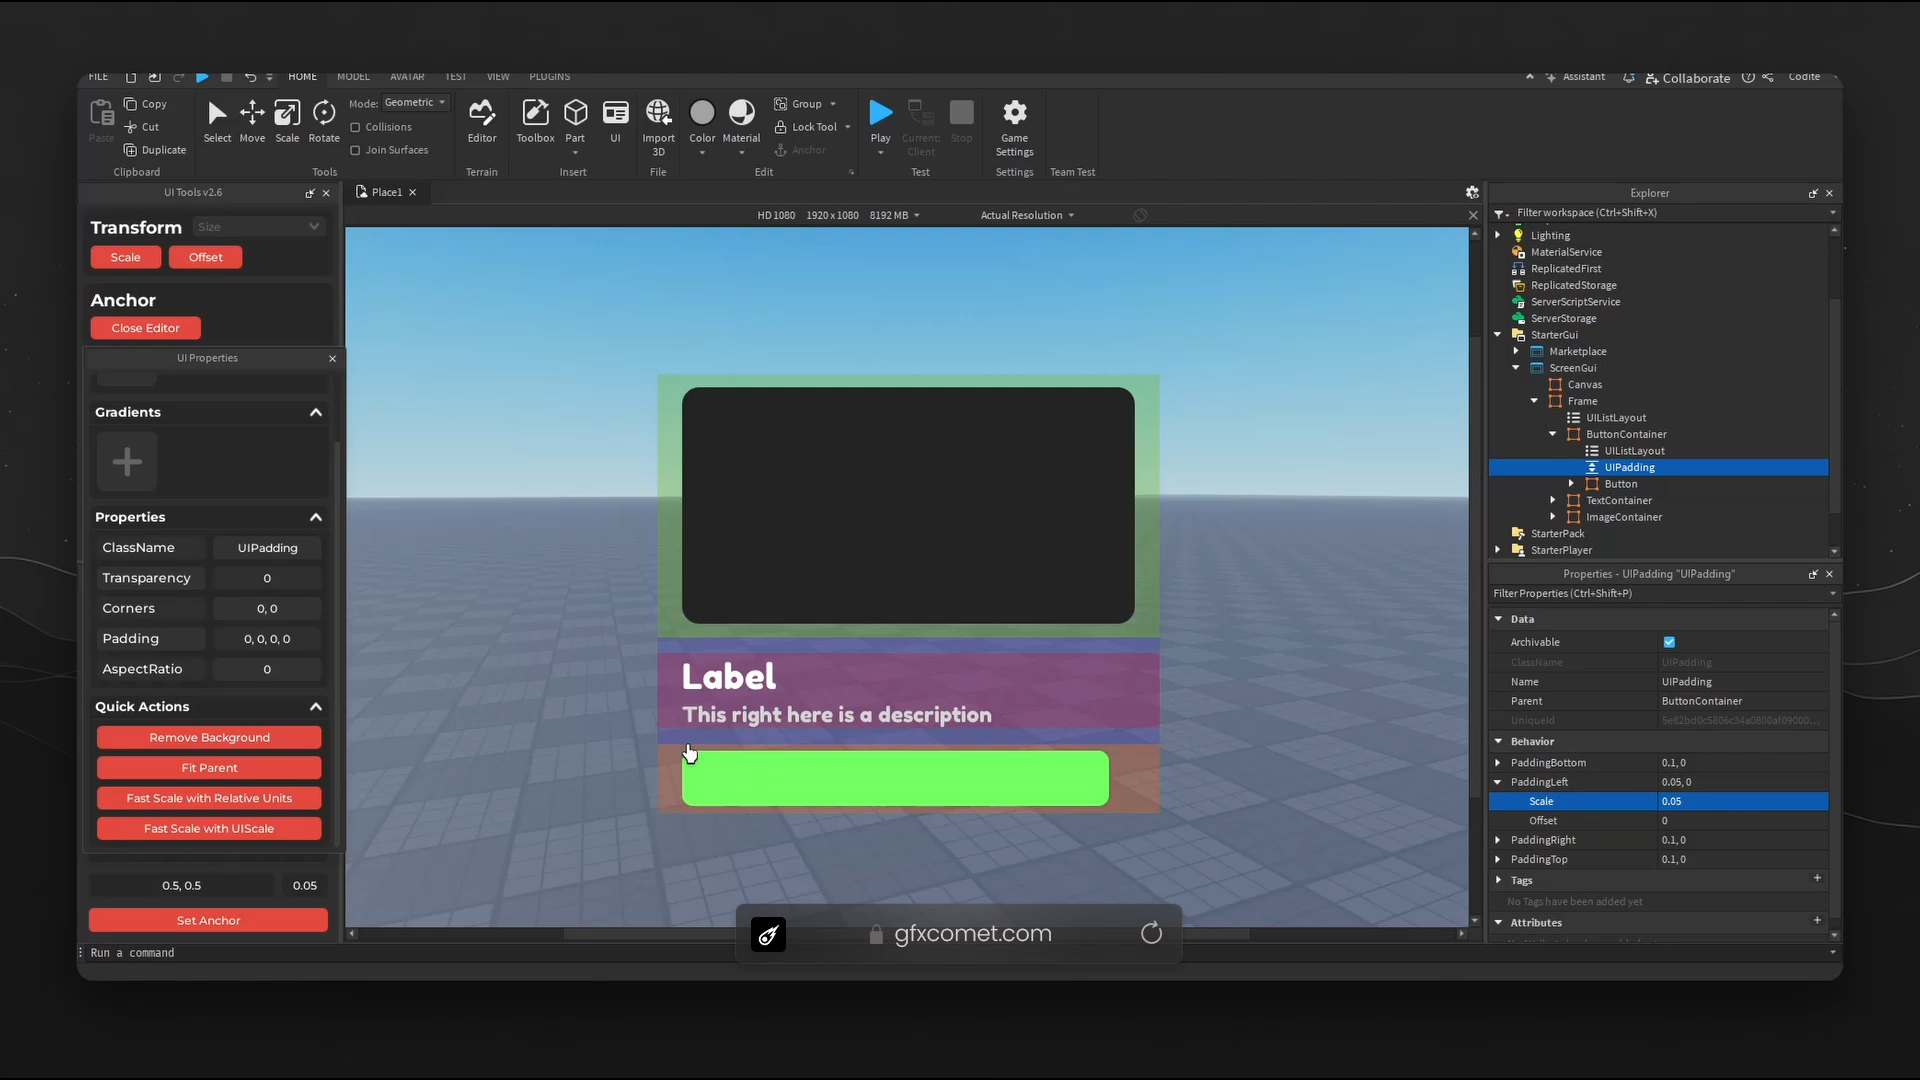 FILE
HOME
MODEL
AVATAR
TEST
VIEW
PLUGINS
Assistant
Collaborate
Codite
Paste
Copy
Cut
Duplicate
Clipboard
Select
Move
Scale
Rotate
Mode: Geometric
Collisions
Join Surfaces
Tools
Editor
Terrain
Toolbox
Part
UI
Insert
Import
3D
File
Color
Material
Group
Lock Tool
Anchor
Edit
Play
Current:
Client
Stop
Test
Game
Settings
Settings
Team Test
UI Tools v2.6
Transform
Size
Scale
Offset
Anchor
Close Editor
UI Properties
Gradients
Properties
ClassName
UIPadding
Transparency
0
Corners
0, 0
Padding
0, 0, 0, 0
AspectRatio
0
Quick Actions
Remove Background
Fit Parent
Fast Scale with Relative Units
Fast Scale with UIScale
0.5, 0.5
0.05
Set Anchor
Run a command
Place1
HD 1080
1920 x 1080
8192 MB
Actual Resolution
Label
This right here is a description
gfxcomet.com
Explorer
Filter workspace (Ctrl+Shift+X)
Lighting
MaterialService
ReplicatedFirst
ReplicatedStorage
ServerScriptService
ServerStorage
StarterGui
Marketplace
ScreenGui
Canvas
Frame
UIListLayout
ButtonContainer
UIListLayout
UIPadding
Button
TextContainer
ImageContainer
StarterPack
StarterPlayer
Properties - UIPadding "UIPadding"
Filter Properties (Ctrl+Shift+P)
Data
Archivable
ClassName
UIPadding
Name
UIPadding
Parent
ButtonContainer
UniqueId
Behavior
PaddingBottom
0.1, 0
PaddingLeft
0.05, 0
Scale
0.05
Offset
0
PaddingRight
0.1, 0
PaddingTop
0.1, 0
Tags
No Tags have been added yet
Attributes